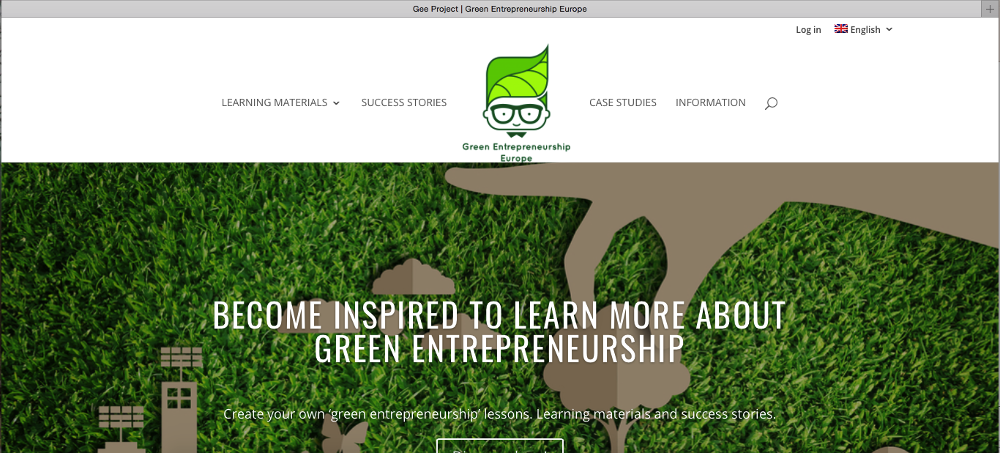 Gee Project | Green Entrepreneurship Europe
Log in English
LEARNING MATERIALS SUCCESS STORIES CASE STUDIES INFORMATION
Green Entrepreneurship
Europe
BECOME INSPIRED TO LEARN MORE ABOUT
GREEN ENTREPRENEURSHIP
Create your own ‘green entrepreneurship’ lessons. Learning materials and success stories.